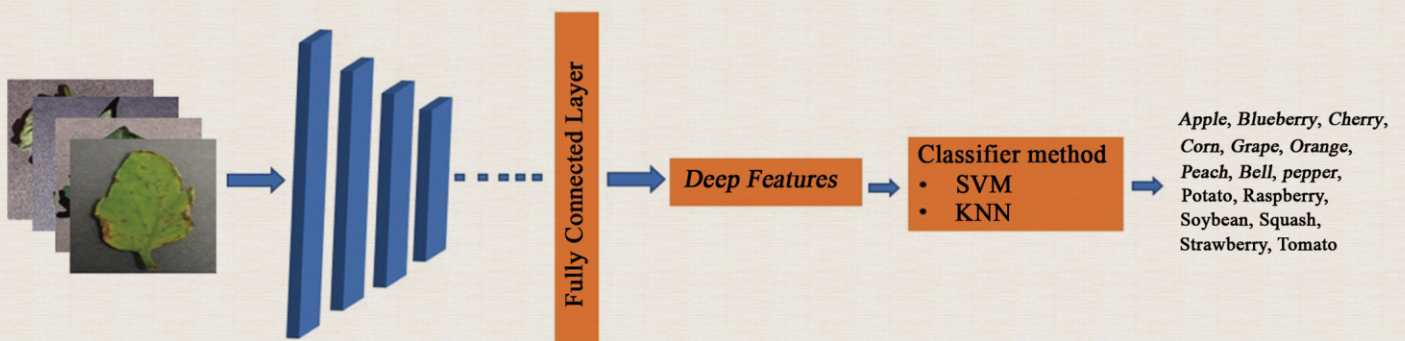 Fully Connected Layer
Deep Features
Classifier method
• SVM
• KNN
Apple, Blueberry, Cherry,
Corn, Grape, Orange,
Peach, Bell, pepper,
Potato, Raspberry,
Soybean, Squash,
Strawberry, Tomato